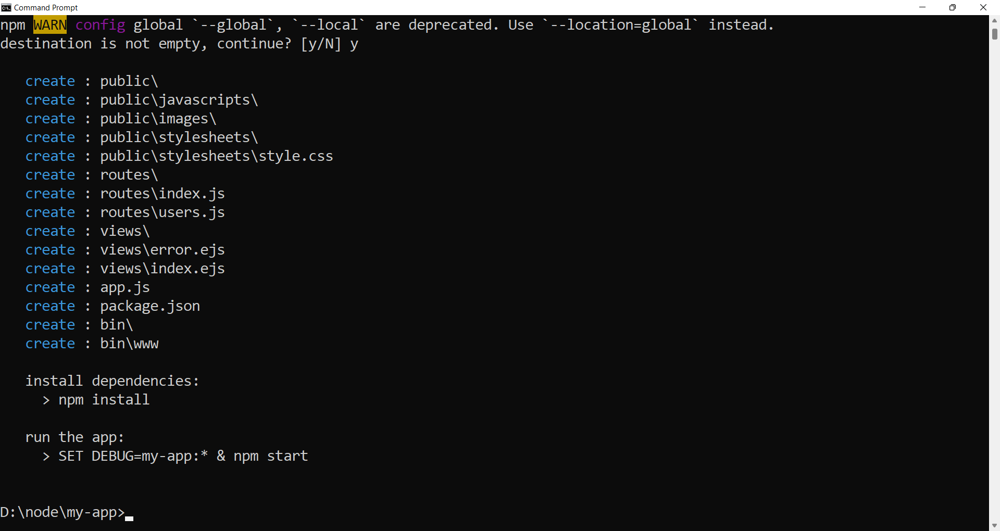 Command Prompt
npm WARN config global `--global`, `--local` are deprecated. Use `--location=global` instead.
destination is not empty, continue? [y/N] y
create : public\
create : public\javascripts\
create : public\images\
create : public\stylesheets\
create : public\stylesheets\style.css
create : routes\
create : routes\index.js
create : routes\users.js
create : views\
create : views\error.ejs
create : views\index.ejs
create : app.js
create : package.json
create : bin\
create : bin\www
install dependencies:
> npm install
run the app:
> SET DEBUG=my-app:* & npm start
D:\node\my-app>